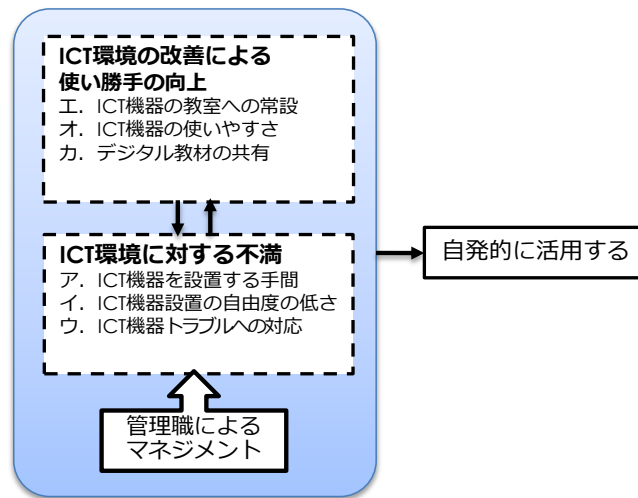 ICT環境の改善による
使い勝手の向上
エ．ICT機器の教室への常設
オ．ICT機器の使いやすさ
カ．デジタル教材の共有
ICT環境に対する不満
ア．ICT機器を設置する手間
イ．ICT機器設置の自由度の低さ
ウ．ICT機器トラブルへの対応
管理職による
マネジメント
自発的に活用する